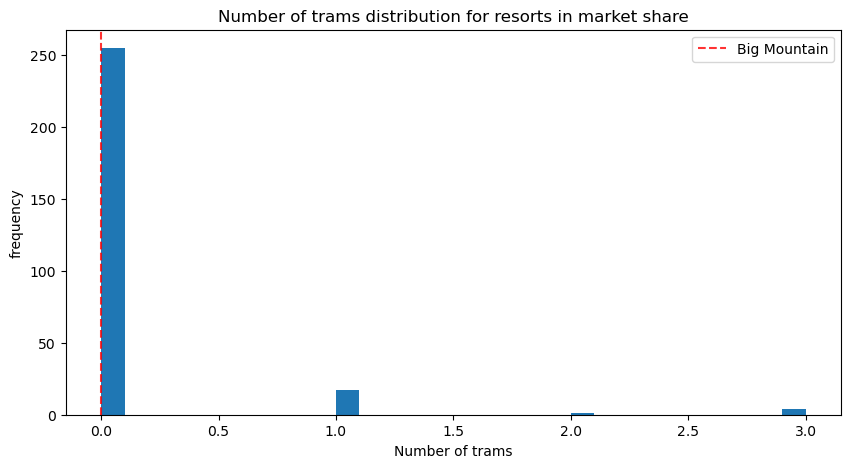 Number of trams distribution for resorts in market share
Big Mountain
frequency
250
200
150
100
50
0
0.0 0.5 1.0 1.5 2.0 2.5 3.0
Number of trams